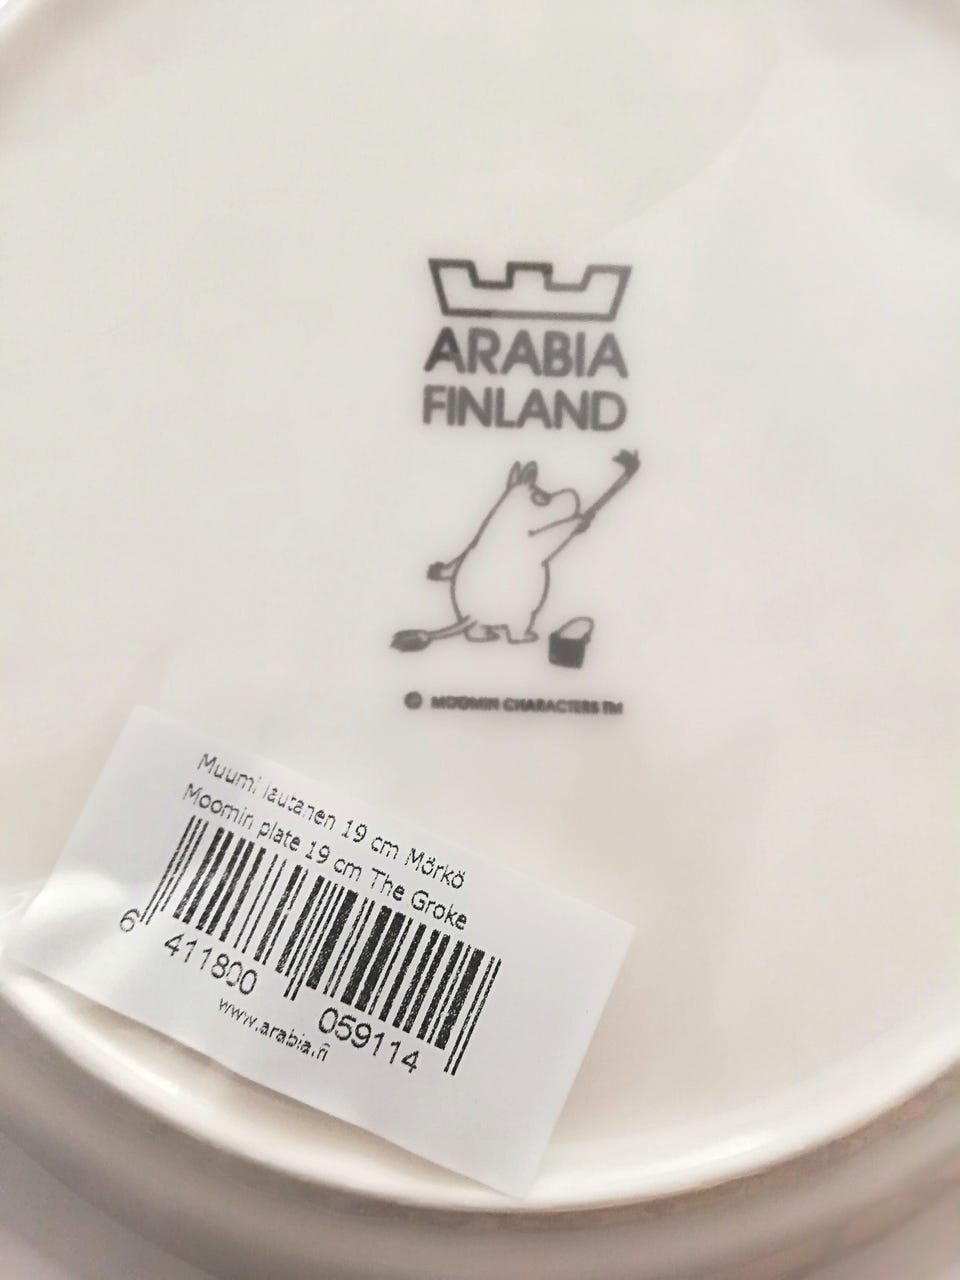 ARABIA
FINLAND
© MOOMIN CHARACTERS TM
Muumi lautanen 19 cm Mörkö
Moomin plate 19 cm The Groke
6 411800 059114
www.arabia.fi